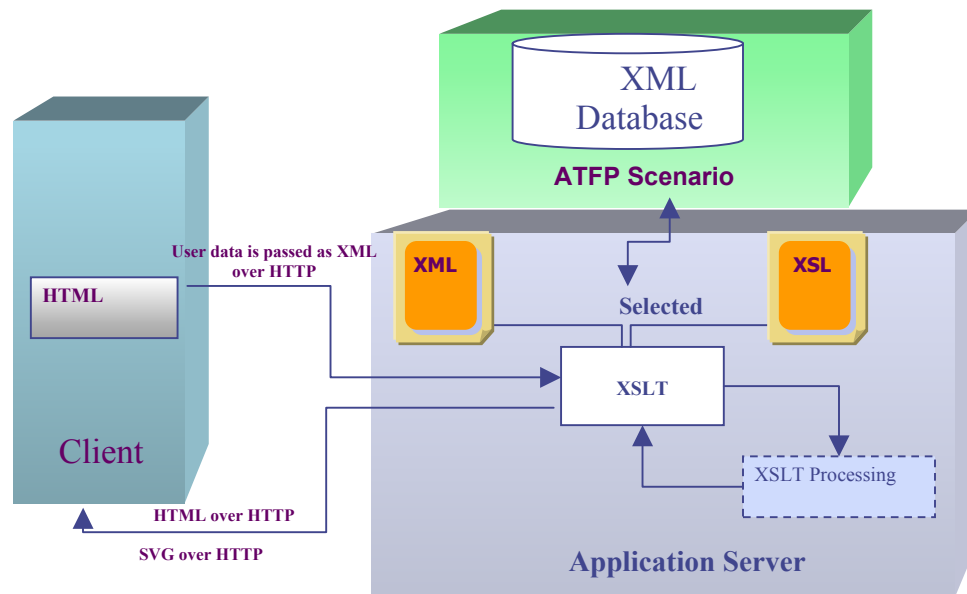 XML
Database
ATFP Scenario
User data is passed as XML
over HTTP
XML
XSL
HTML
Selected
XSLT
Client
XSLT Processing
HTML over HTTP
SVG over HTTP
Application Server